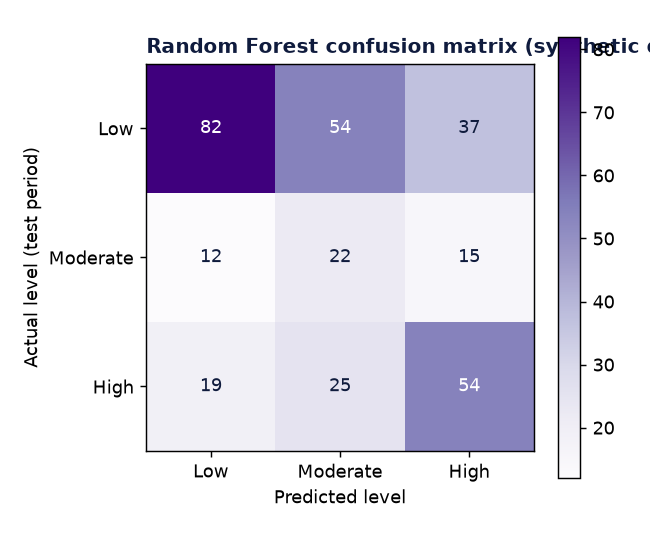 Random Forest confusion matrix (synthetic
80
70
60
50
40
30
20
Actual level (test period)
Low
82 54 37
Moderate
12 22 15
High
19 25 54
Low Moderate High
Predicted level